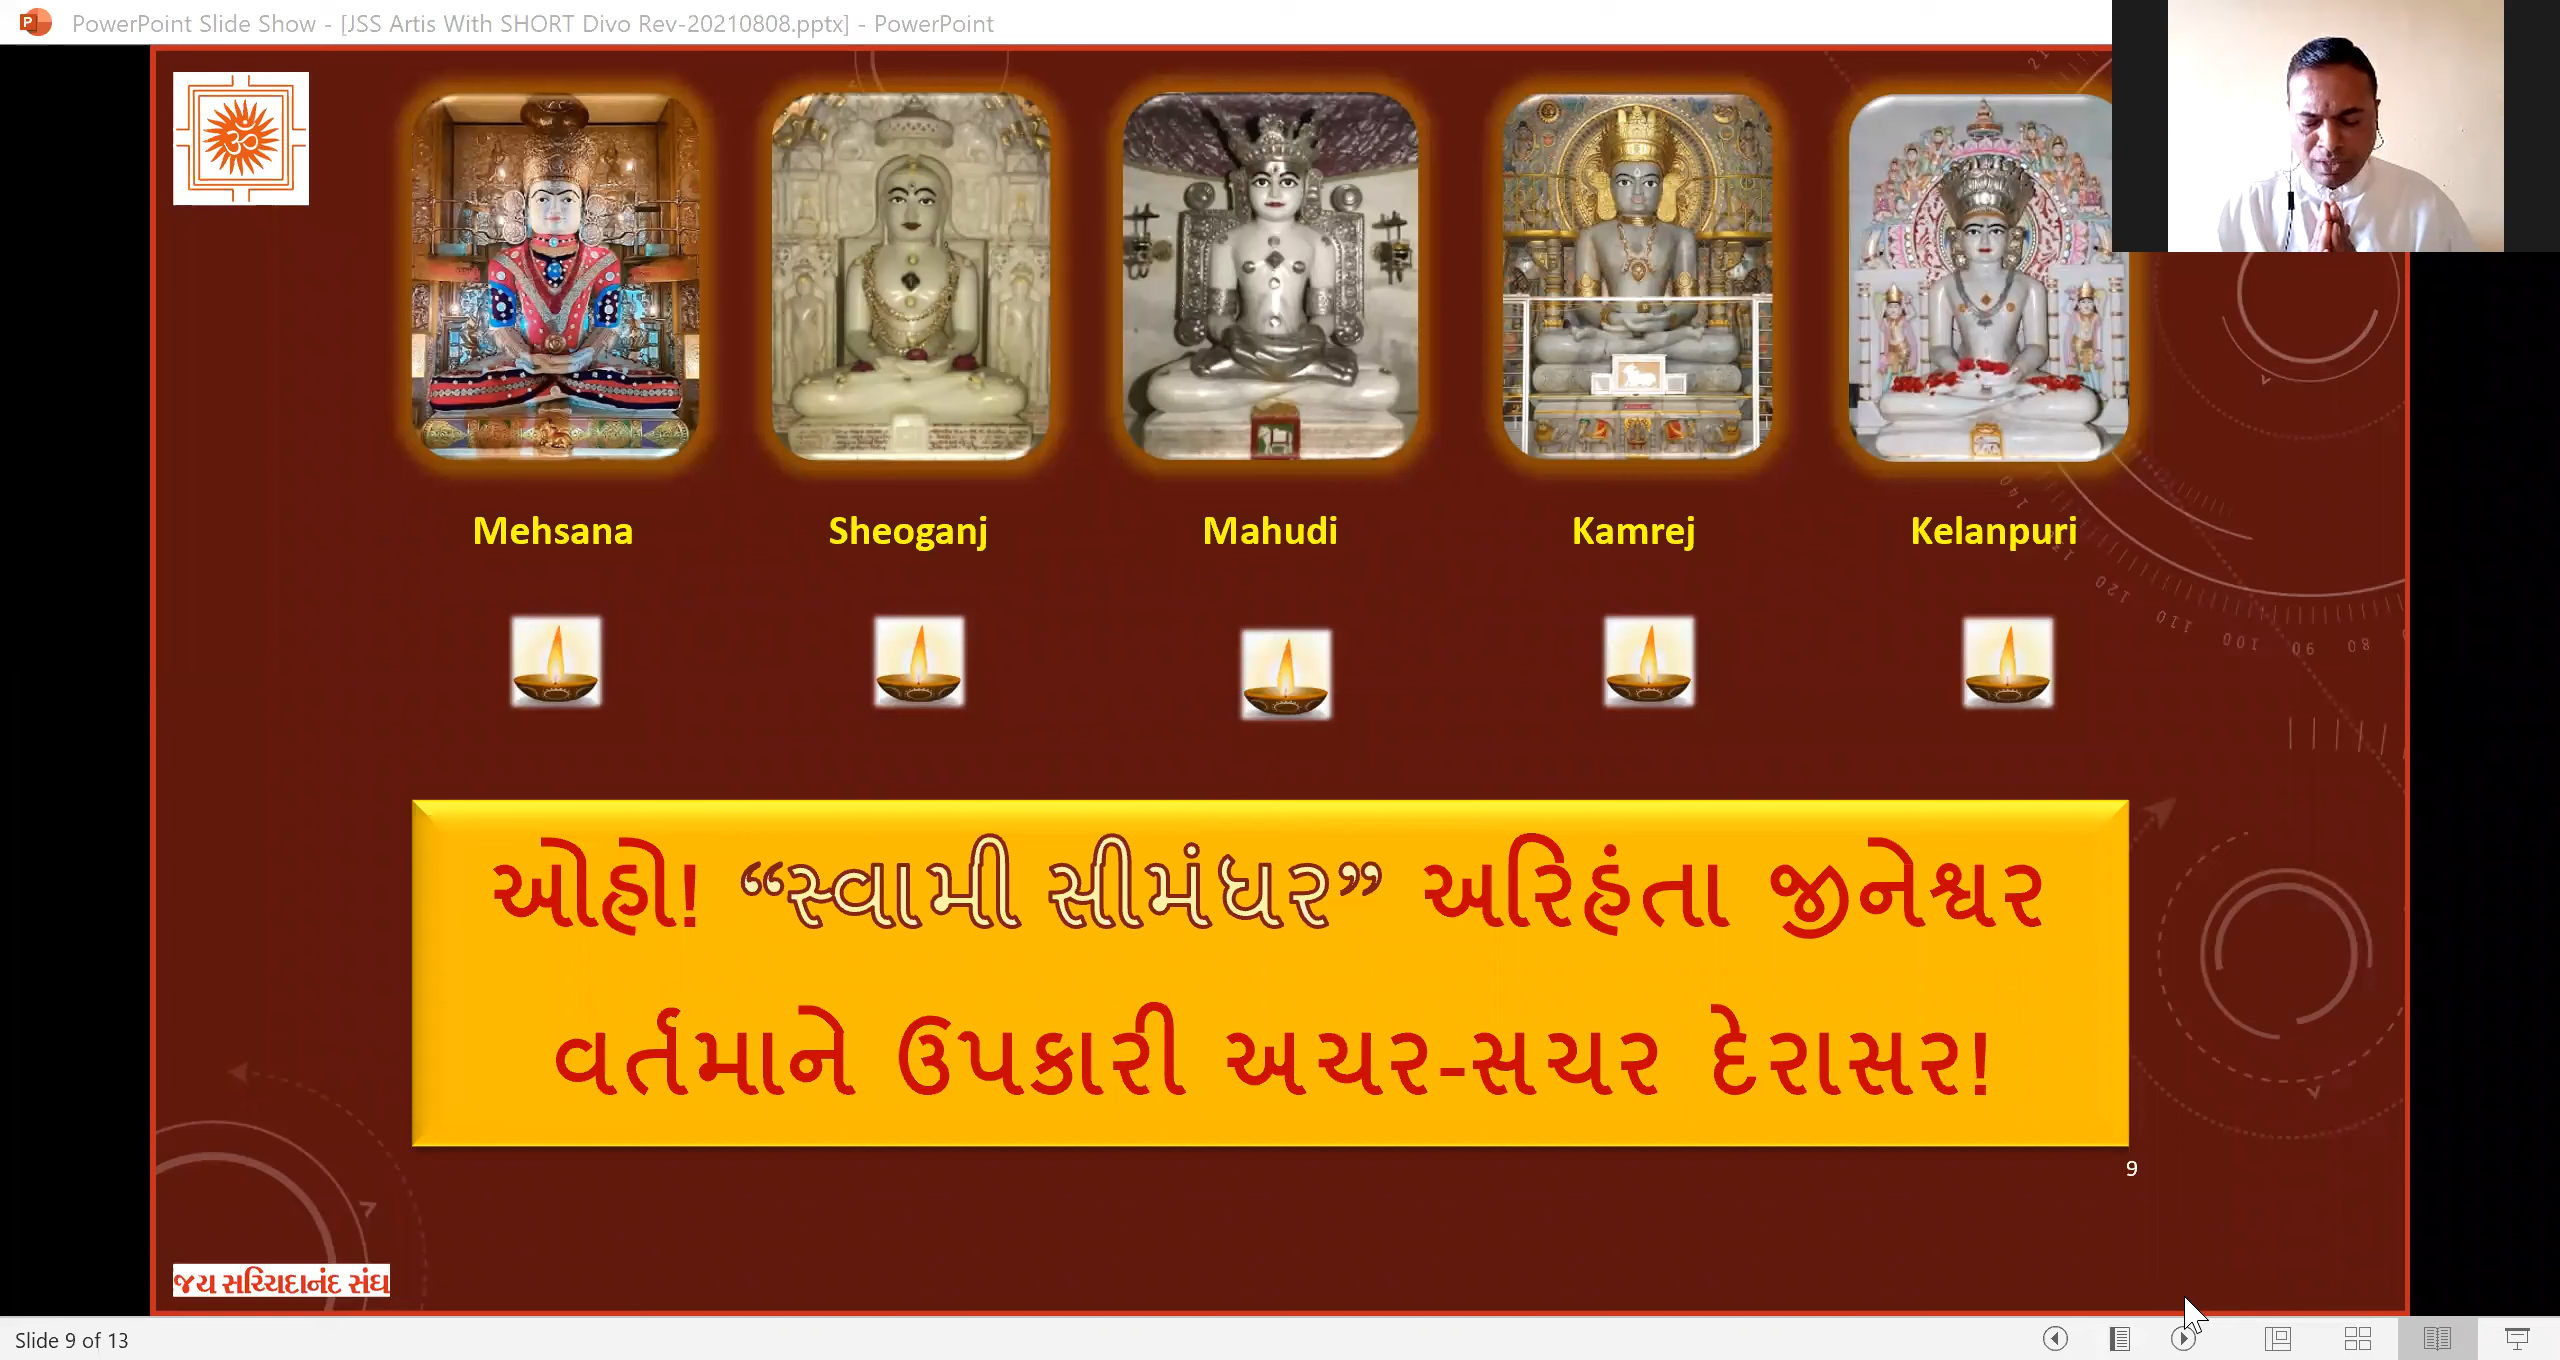 PowerPoint Slide Show - [JSS Artis With SHORT Divo Rev-20210808.pptx] - PowerPoint
Mehsana
Sheoganj
Mahudi
Kamrej
Kelanpuri
ઓહો! “સ્વામી સીમંધર” અરિહંતા જીનેશ્વર
વર્તમાને ઉપકારી અચર-સચર દેરાસર!
9
જય સચ્ચિદાનંદ સંઘ
Slide 9 of 13